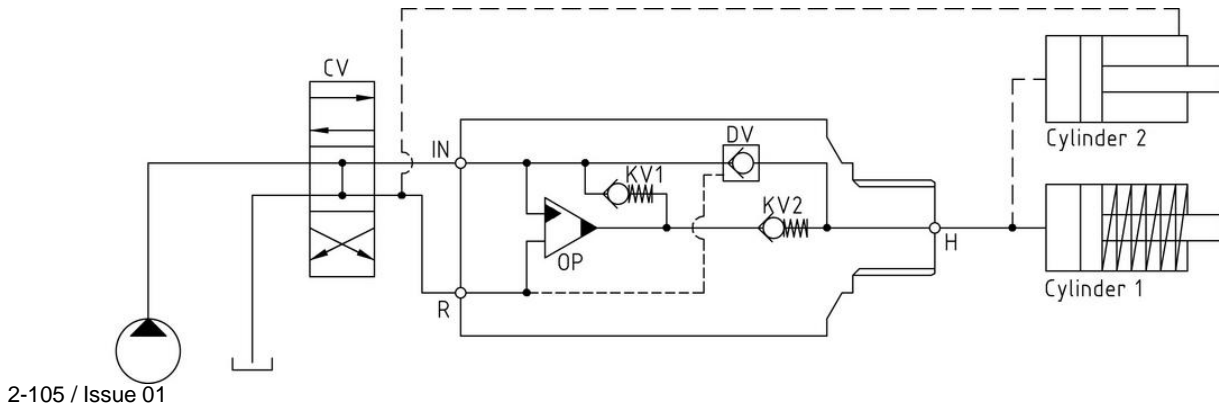 CV
IN
DV
KV1
KV2
OP
R
H
Cylinder 2
Cylinder 1
2-105 / Issue 01